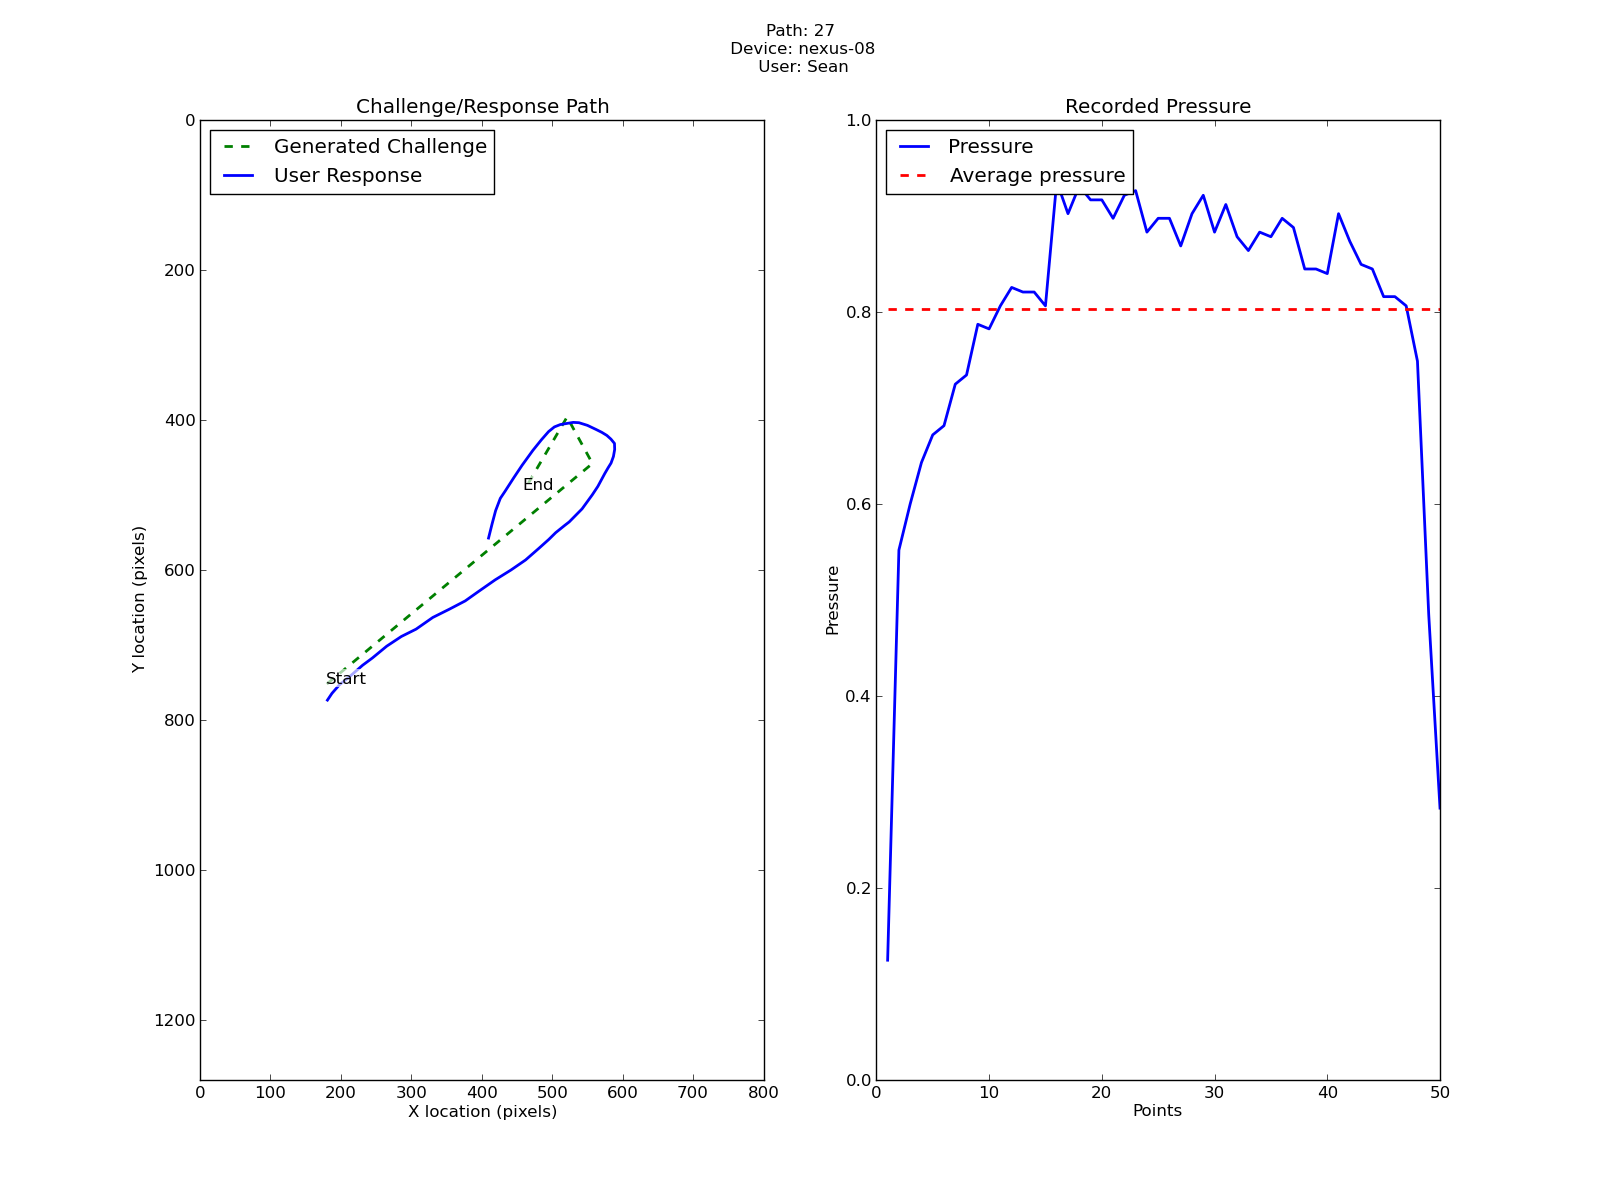 Path: 27
Device: nexus-08
User: Sean
Challenge/Response Path
Generated Challenge
User Response
0
200
400
600
800
1000
1200
Y location (pixels)
Start
End
0 100 200 300 400 500 600 700 800
X location (pixels)
Recorded Pressure
Pressure
Average pressure
1.0
0.8
0.6
0.4
0.2
0.0
Pressure
0 10 20 30 40 50
Points